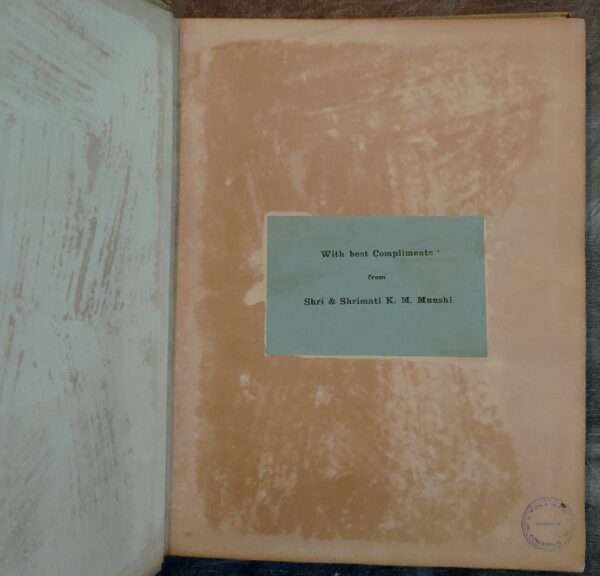 With best Compliments
from
Shri & Shrimati K. M. Munshi